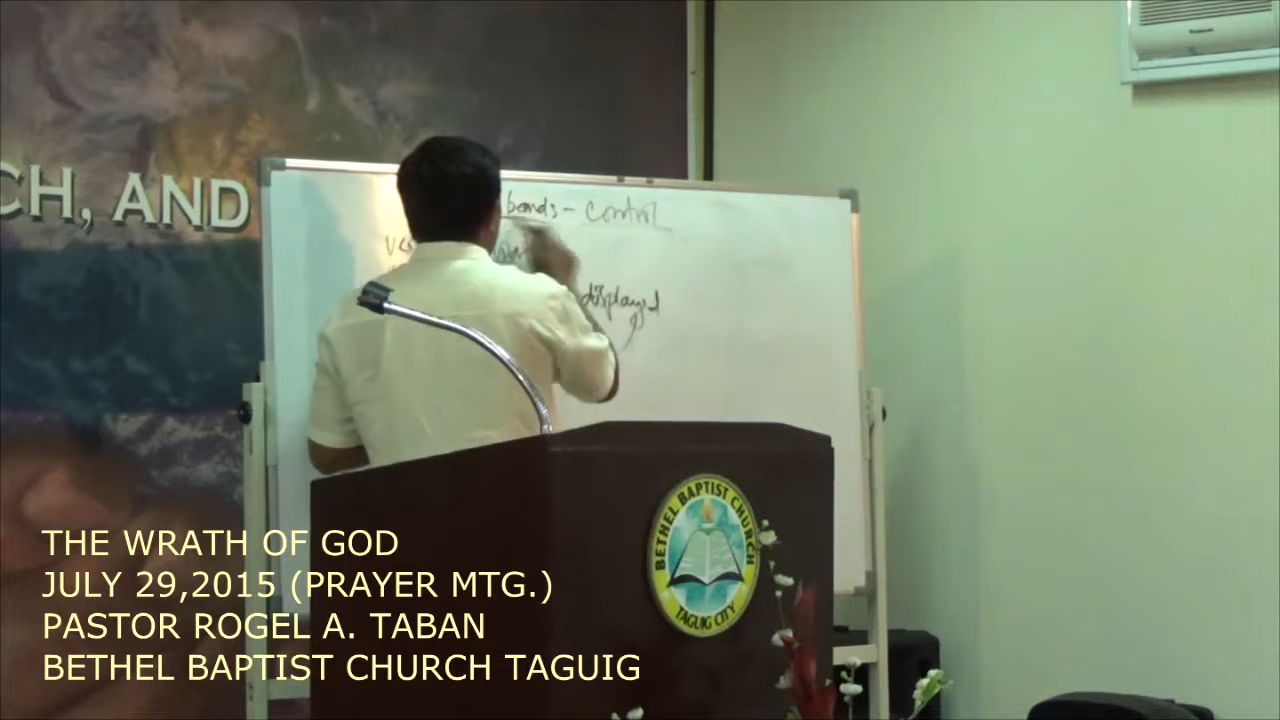 CH, AND
bonds - control
displayed
BETHEL BAPTIST CHURCH
TAGUIG CITY
Panasonic
THE WRATH OF GOD
JULY 29,2015 (PRAYER MTG.)
PASTOR ROGEL A. TABAN
BETHEL BAPTIST CHURCH TAGUIG